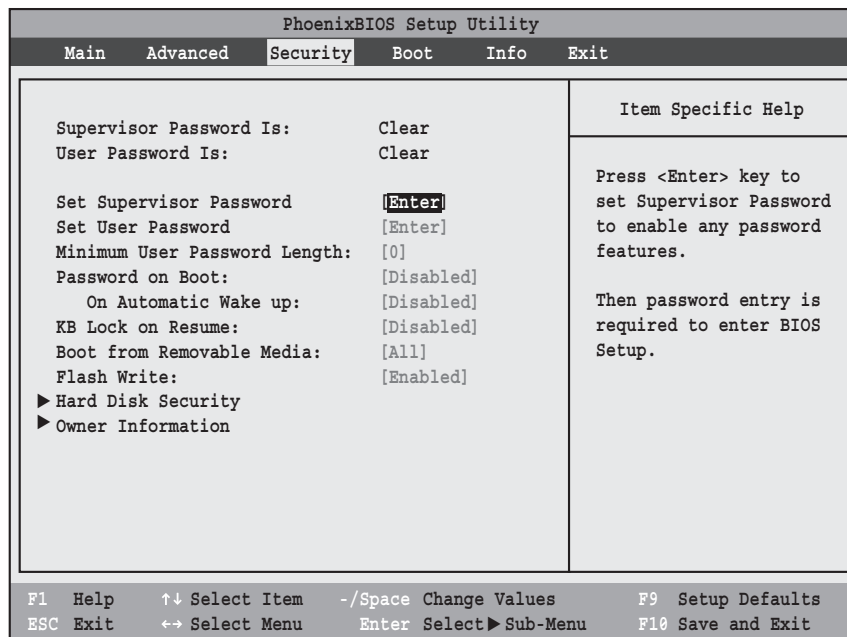 PhoenixBIOS Setup Utility
Main Advanced Security Boot Info Exit
Supervisor Password Is: Clear
User Password Is: Clear
Set Supervisor Password [Enter]
Set User Password [Enter]
Minimum User Password Length: [0]
Password on Boot: [Disabled]
On Automatic Wake up: [Disabled]
KB Lock on Resume: [Disabled]
Boot from Removable Media: [All]
Flash Write: [Enabled]
▶Hard Disk Security
▶Owner Information
Item Specific Help
Press <Enter> key to
set Supervisor Password
to enable any password
features.
Then password entry is
required to enter BIOS
Setup.
F1 Help ↑↓ Select Item -/Space Change Values F9 Setup Defaults
ESC Exit ←→ Select Menu Enter Select▶Sub-Menu F10 Save and Exit